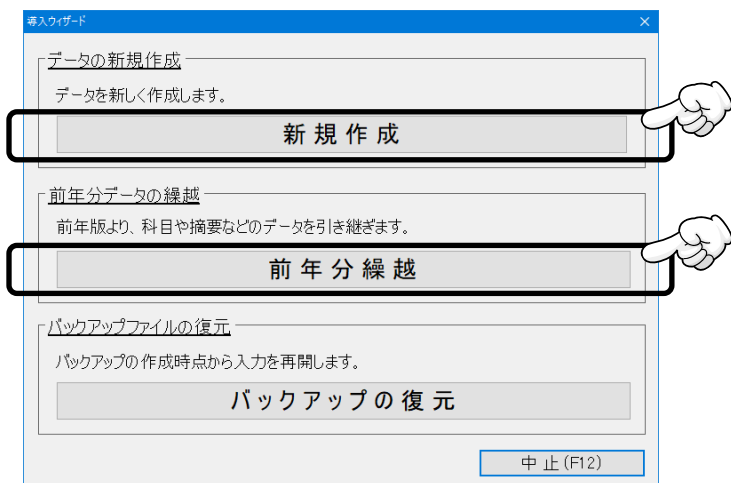 導入ウィザード
データの新規作成
データを新しく作成します。
新規作成
前年分データの繰越
前年版より、科目や摘要などのデータを引き継ぎます。
前年分繰越
バックアップファイルの復元
バックアップの作成時点から入力を再開します。
バックアップの復元
中止(F12)